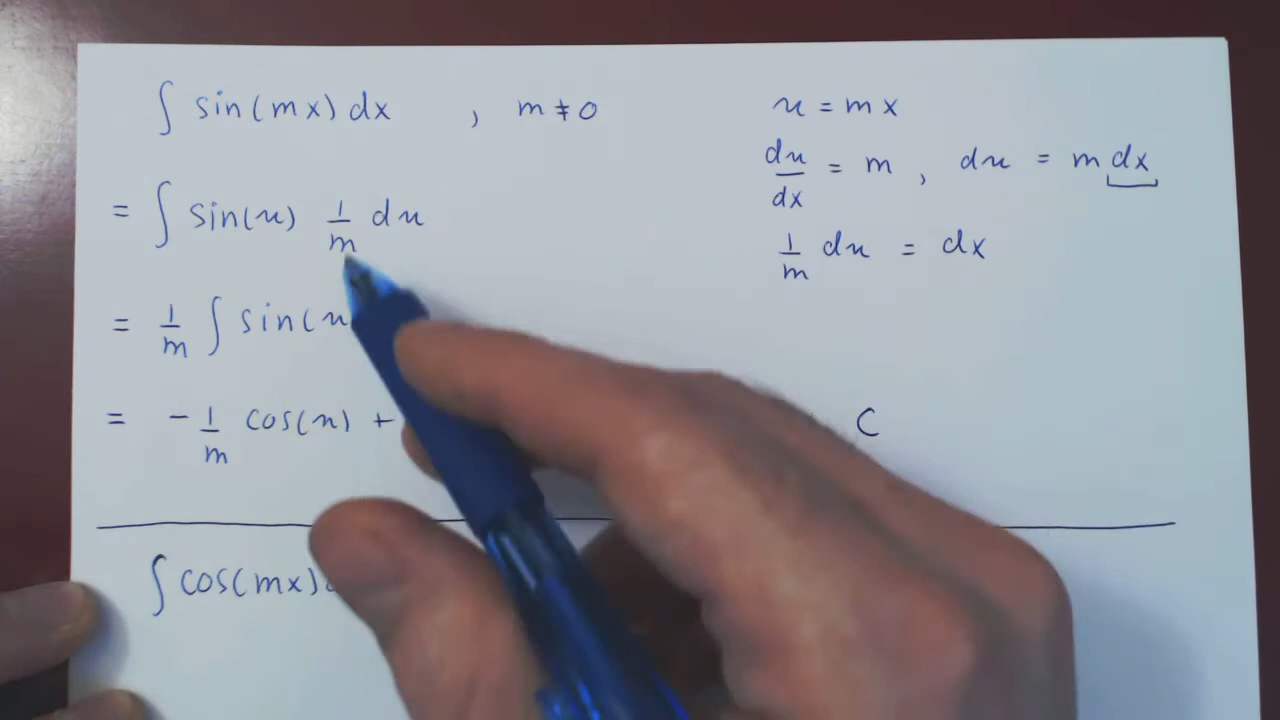 ∫ sin(mx) dx , m ≠ 0
= ∫ sin(u) 1/m du
= 1/m ∫ sin(u
= - 1/m cos(u) +
C
∫ cos(mx)
u = mx
du/dx = m , du = m dx
1/m du = dx